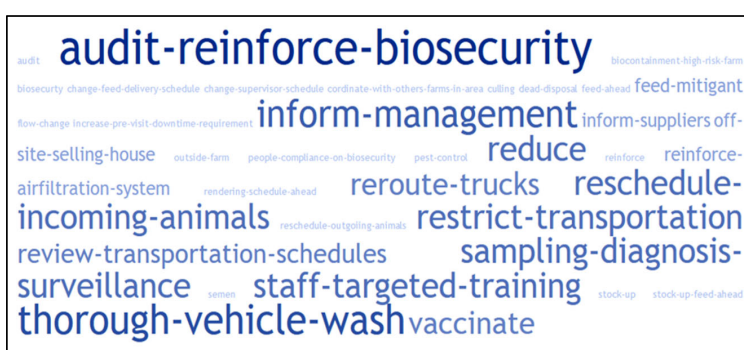 audit audit-reinforce-biosecurity biocontainment-high-risk-farm
biosecurty change-feed-delivery-schedule change-supervisor-schedule cordinate-with-others-farms-in-area culling dead-disposal feed-ahead feed-mitigant
flow-change increase-pre-visit-downtime-requirement inform-management inform-suppliers off-
site-selling-house outside-farm people-compliance-on-biosecurity pest-control reduce reinforce reinforce-
airfiltration-system rendering-schedule-ahead reroute-trucks reschedule-
incoming-animals reschedule-outgoiing-animals restrict-transportation
review-transportation-schedules sampling-diagnosis-
surveillance semen staff-targeted-training stock-up stock-up-feed-ahead
thorough-vehicle-wash vaccinate